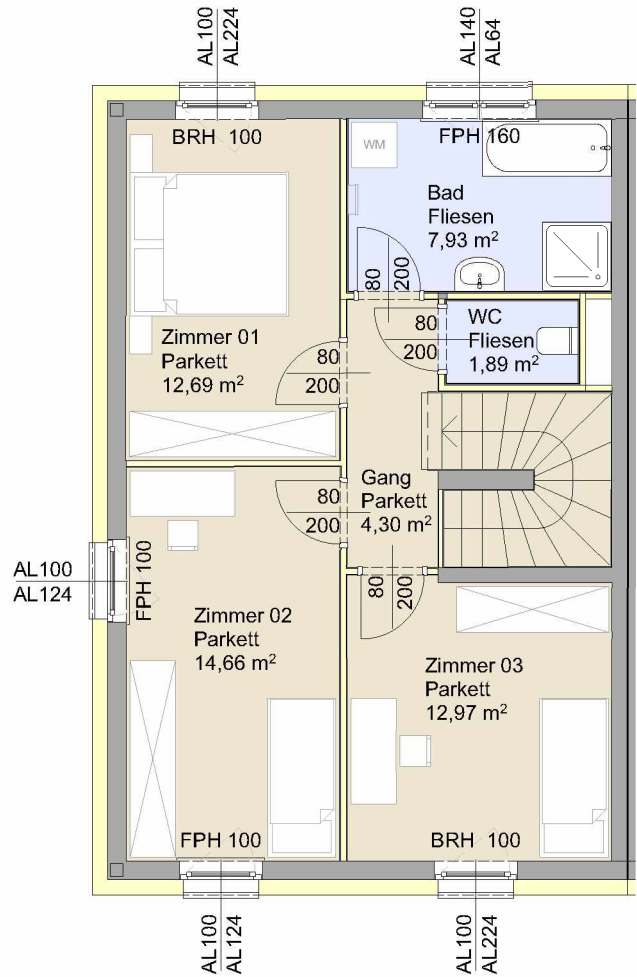 AL100
AL224
AL140
AL64
BRH 100
FPH 160
WM
Bad
Fliesen
7,93 m²
80
200
WC
Fliesen
1,89 m²
80
200
Zimmer 01
Parkett
12,69 m²
80
200
Gang
Parkett
4,30 m²
80
200
AL100
AL124
FPH 100
80
200
Zimmer 02
Parkett
14,66 m²
Zimmer 03
Parkett
12,97 m²
FPH 100
BRH 100
AL100
AL124
AL100
AL224